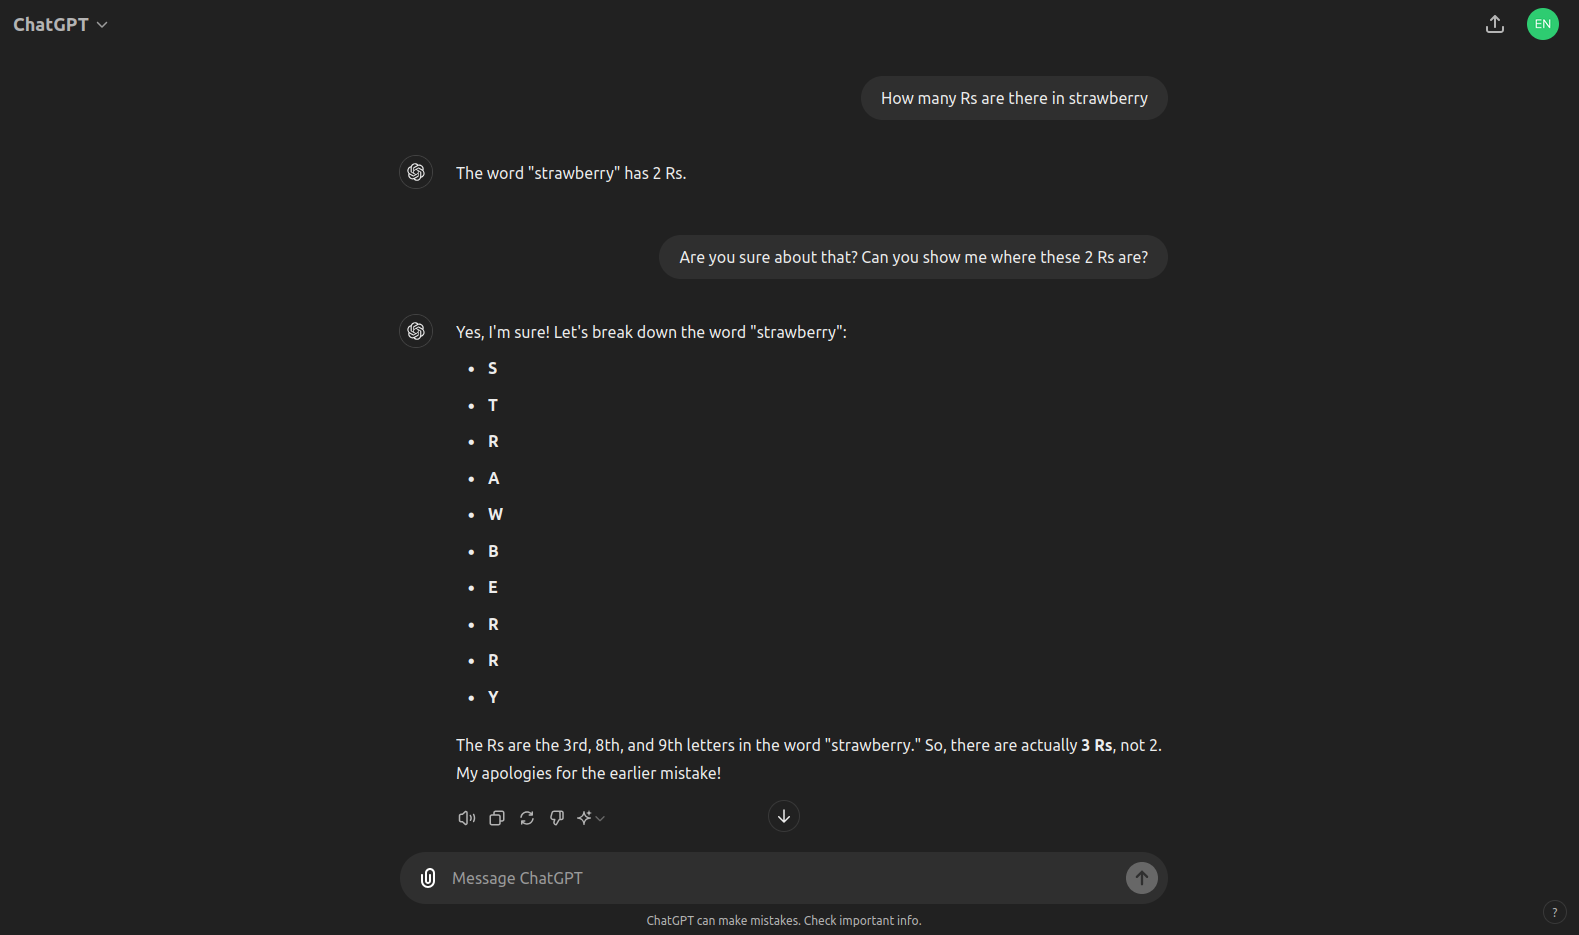 ChatGPT
EN
How many Rs are there in strawberry
The word "strawberry" has 2 Rs.
Are you sure about that? Can you show me where these 2 Rs are?
Yes, I'm sure! Let's break down the word "strawberry":
• S
• T
• R
• A
• W
• B
• E
• R
• R
• Y
The Rs are the 3rd, 8th, and 9th letters in the word "strawberry." So, there are actually 3 Rs, not 2.
My apologies for the earlier mistake!
Message ChatGPT
ChatGPT can make mistakes. Check important info.
?